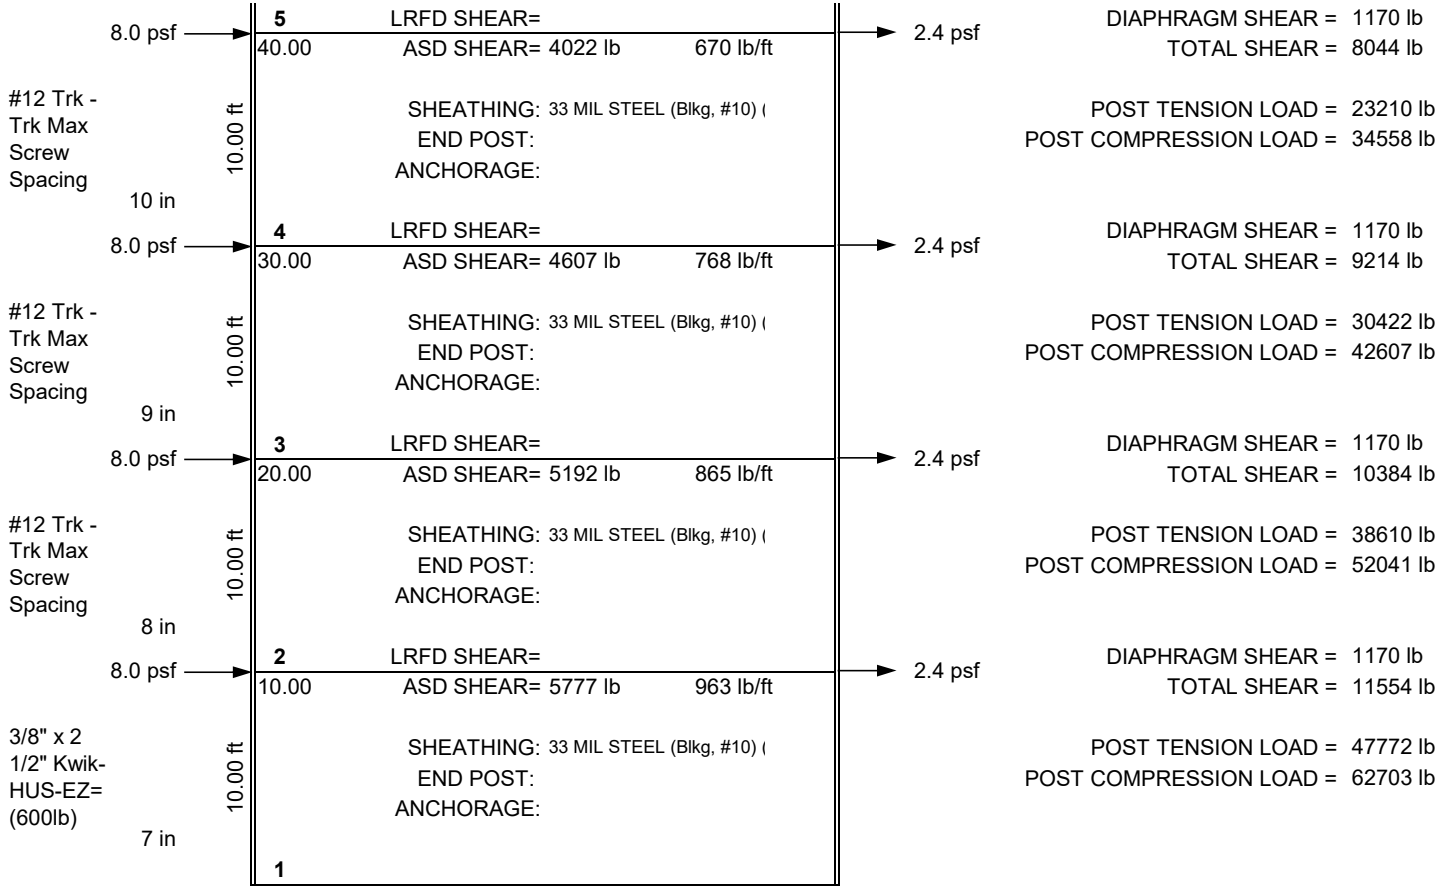 5 LRFD SHEAR= DIAPHRAGM SHEAR = 1170 lb
8.0 psf 2.4 psf
40.00 ASD SHEAR= 4022 lb 670 lb/ft TOTAL SHEAR = 8044 lb
#12 Trk -
Trk Max
Screw
Spacing
10 in
10.00 ft
SHEATHING: 33 MIL STEEL (Blkg, #10) (
END POST:
ANCHORAGE:
POST TENSION LOAD = 23210 lb
POST COMPRESSION LOAD = 34558 lb
4 LRFD SHEAR= DIAPHRAGM SHEAR = 1170 lb
8.0 psf 2.4 psf
30.00 ASD SHEAR= 4607 lb 768 lb/ft TOTAL SHEAR = 9214 lb
#12 Trk -
Trk Max
Screw
Spacing
9 in
10.00 ft
SHEATHING: 33 MIL STEEL (Blkg, #10) (
END POST:
ANCHORAGE:
POST TENSION LOAD = 30422 lb
POST COMPRESSION LOAD = 42607 lb
3 LRFD SHEAR= DIAPHRAGM SHEAR = 1170 lb
8.0 psf 2.4 psf
20.00 ASD SHEAR= 5192 lb 865 lb/ft TOTAL SHEAR = 10384 lb
#12 Trk -
Trk Max
Screw
Spacing
8 in
10.00 ft
SHEATHING: 33 MIL STEEL (Blkg, #10) (
END POST:
ANCHORAGE:
POST TENSION LOAD = 38610 lb
POST COMPRESSION LOAD = 52041 lb
2 LRFD SHEAR= DIAPHRAGM SHEAR = 1170 lb
8.0 psf 2.4 psf
10.00 ASD SHEAR= 5777 lb 963 lb/ft TOTAL SHEAR = 11554 lb
3/8" x 2
1/2" Kwik-
HUS-EZ=
(600lb)
7 in
10.00 ft
SHEATHING: 33 MIL STEEL (Blkg, #10) (
END POST:
ANCHORAGE:
POST TENSION LOAD = 47772 lb
POST COMPRESSION LOAD = 62703 lb
1